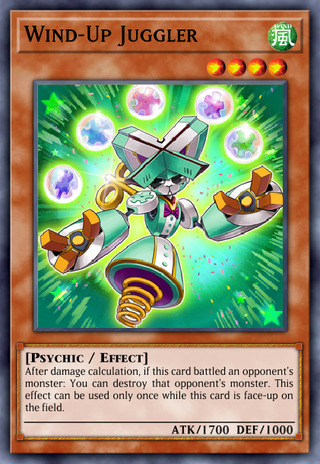 Wind-Up Juggler
WIND
風
[Psychic / Effect]
After damage calculation, if this card battled an opponent's
monster: You can destroy that opponent's monster. This
effect can be used only once while this card is face-up on
the field.
ATK/1700 DEF/1000